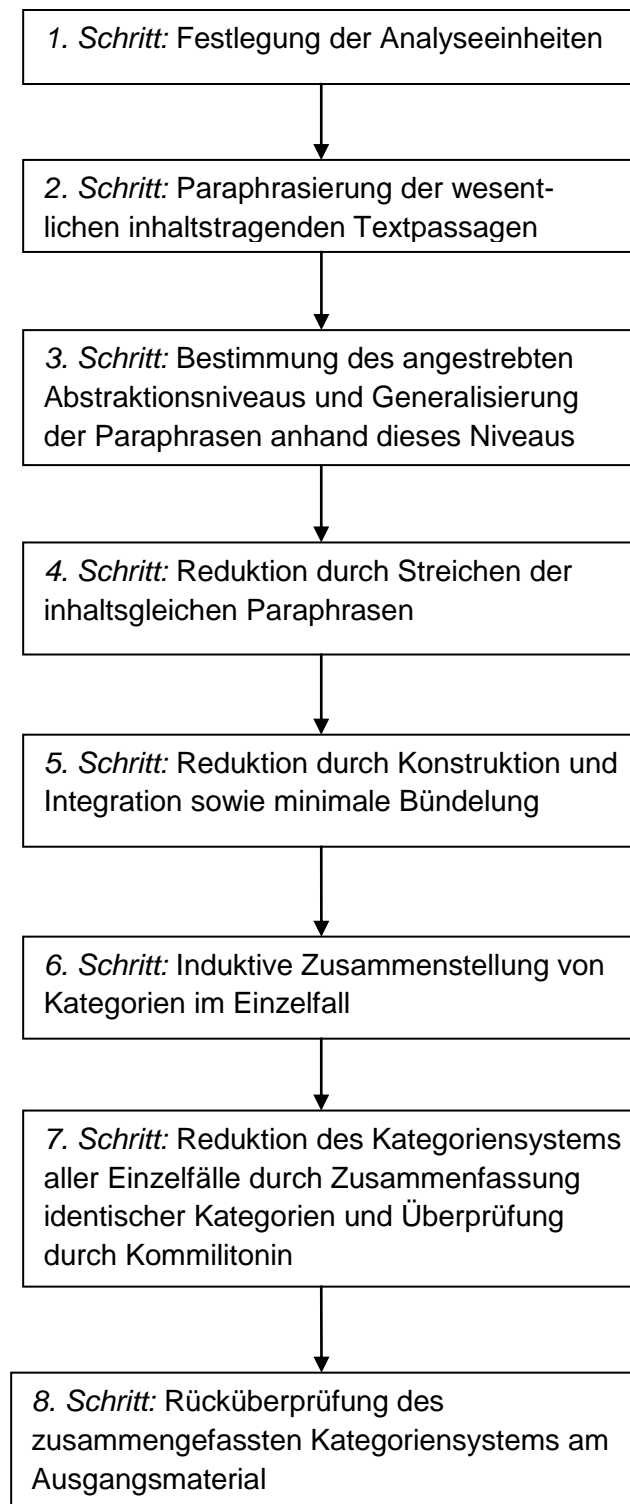 1. Schritt: Festlegung der Analyseeinheiten
2. Schritt: Paraphrasierung der wesent-
lichen inhaltstragenden Textpassagen
3. Schritt: Bestimmung des angestrebten
Abstraktionsniveaus und Generalisierung
der Paraphrasen anhand dieses Niveaus
4. Schritt: Reduktion durch Streichen der
inhaltsgleichen Paraphrasen
5. Schritt: Reduktion durch Konstruktion und
Integration sowie minimale Bündelung
6. Schritt: Induktive Zusammenstellung von
Kategorien im Einzelfall
7. Schritt: Reduktion des Kategoriensystems
aller Einzelfälle durch Zusammenfassung
identischer Kategorien und Überprüfung
durch Kommilitonin
8. Schritt: Rücküberprüfung des
zusammengefassten Kategoriensystems am
Ausgangsmaterial